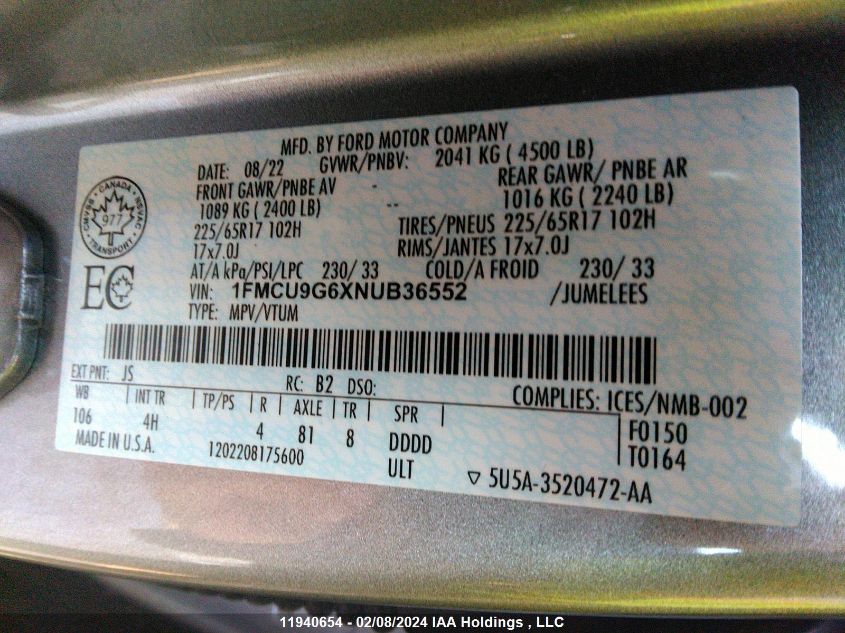 MFD. BY FORD MOTOR COMPANY
DATE: 08/22 GVWR/PNBV: 2041 KG ( 4500 LB)
FRONT GAWR/PNBE AV REAR GAWR/ PNBE AR
1089 KG ( 2400 LB) -- 1016 KG ( 2240 LB)
225/65R17 102H TIRES/PNEUS 225/65R17 102H
17x7.0J RIMS/JANTES 17x7.0J
AT/A kPa/PSI/LPC 230/ 33 COLD/A FROID 230/ 33
VIN: 1FMCU9G6XNUB36552 /JUMELEES
TYPE: MPV/VTUM
CANADA
CMVSS NSVAC
977
TRANSPORT
EC
EXT PNT: JS RC: B2 DSO: COMPLIES: ICES/NMB-002
WB INT TR TP/PS R AXLE TR SPR F0150
106 4H 4 81 8 DDDD T0164
MADE IN U.S.A. 1202208175600 ULT 5U5A-3520472-AA
11940654 - 02/08/2024 IAA Holdings , LLC